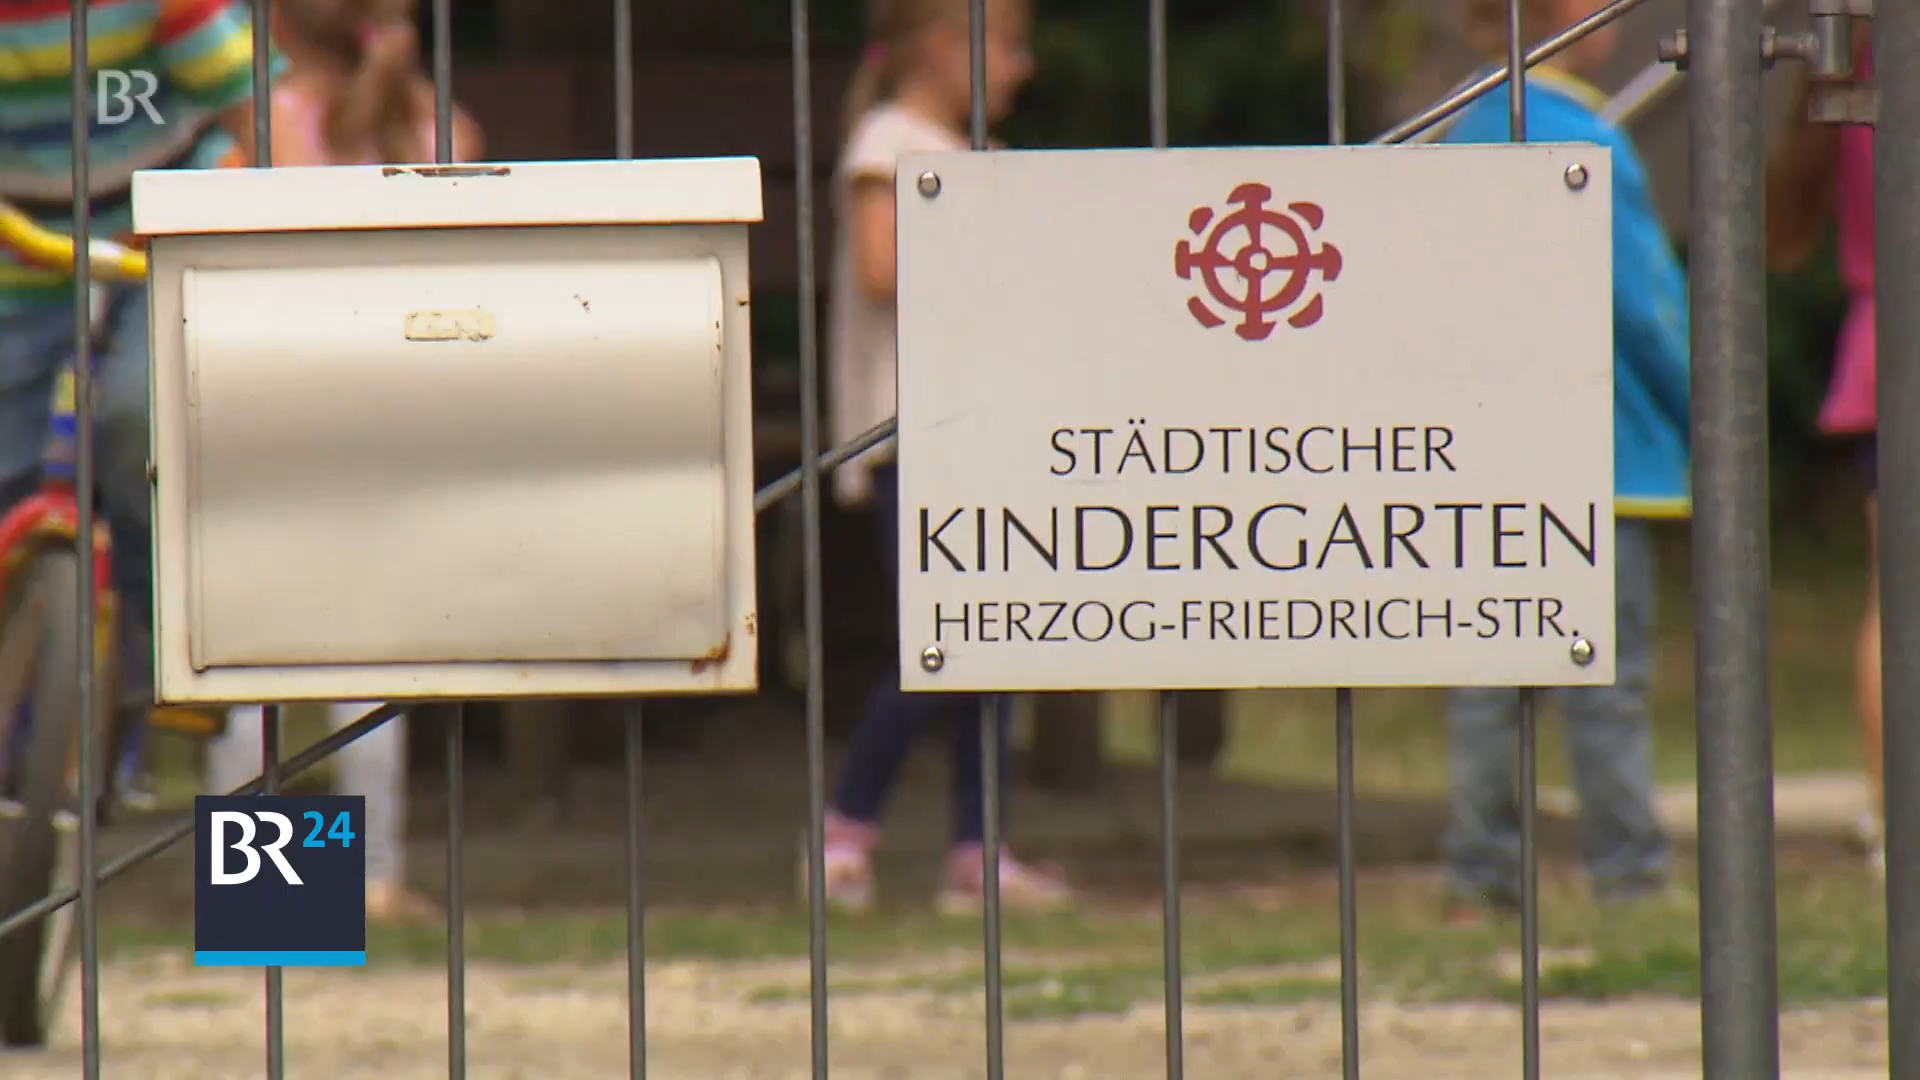 BR
STÄDTISCHER
KINDERGARTEN
HERZOG-FRIEDRICH-STR.
BR24